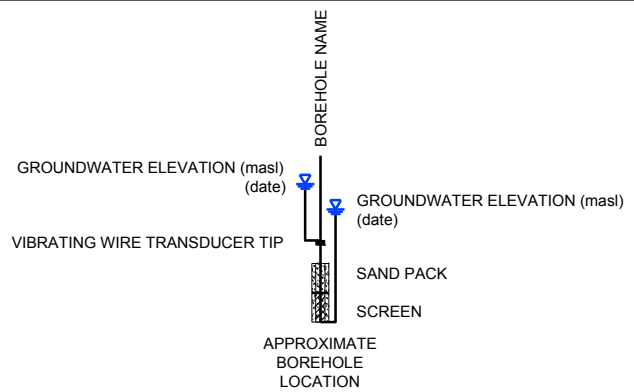 BOREHOLE NAME
GROUNDWATER ELEVATION (masl)
(date)
GROUNDWATER ELEVATION (masl)
(date)
VIBRATING WIRE TRANSDUCER TIP
SAND PACK
SCREEN
APPROXIMATE
BOREHOLE
LOCATION